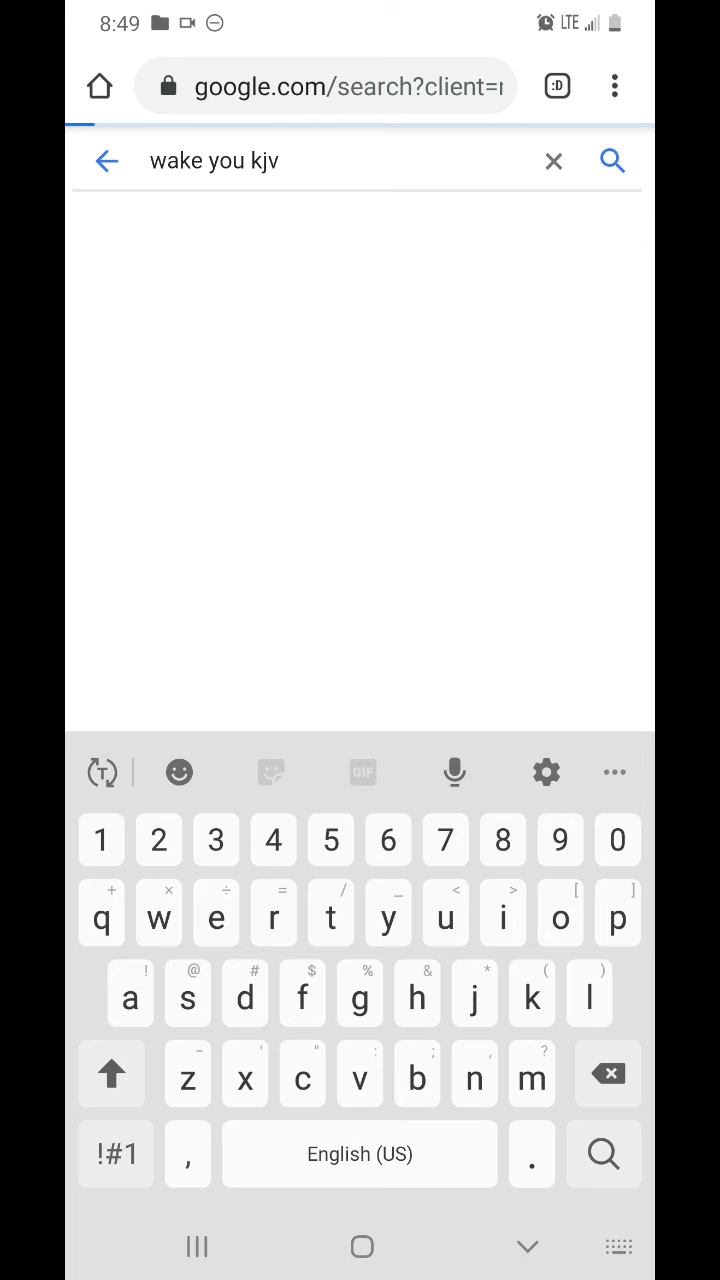 8:49 LTE
google.com/search?client=
:D
wake you kjv
T GIF
1 2 3 4 5 6 7 8 9 0
+ × ÷ = / _ < > [ ]
q w e r t y u i o p
! @ # $ % & * ( )
a s d f g h j k l
- ' " : ; , ?
z x c v b n m
!#1 , English (US) .